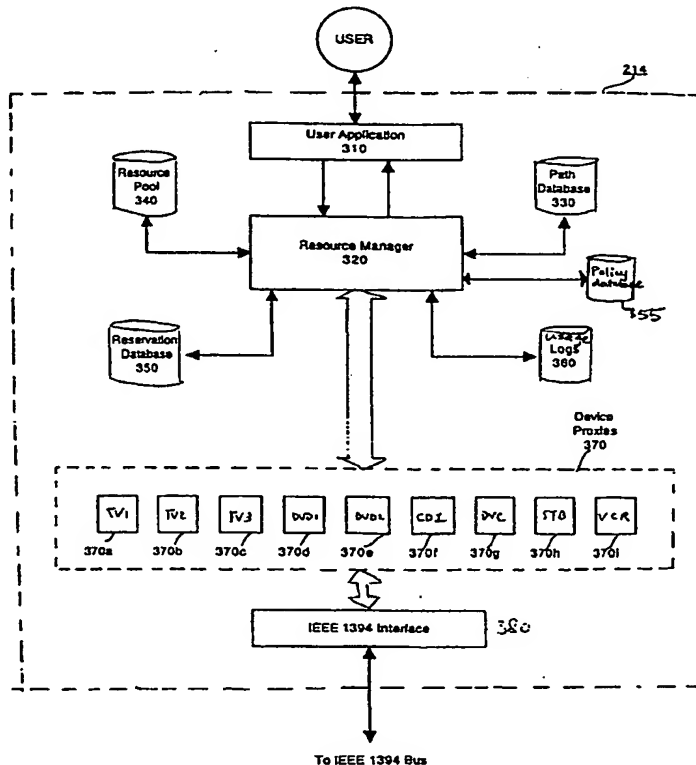 USER
214
User Application
310
Resource
Pool
340
Path
Database
330
Resource Manager
320
Policy
database
Reservation
Database
350
Usage
Logs
360
Device
Proxies
370
TV1
TV2
TV3
DVD1
DVD2
CD1
DVC
STB
VCR
370a
370b
370c
370d
370e
370f
370g
370h
370i
IEEE 1394 Interface
380
To IEEE 1394 Bus